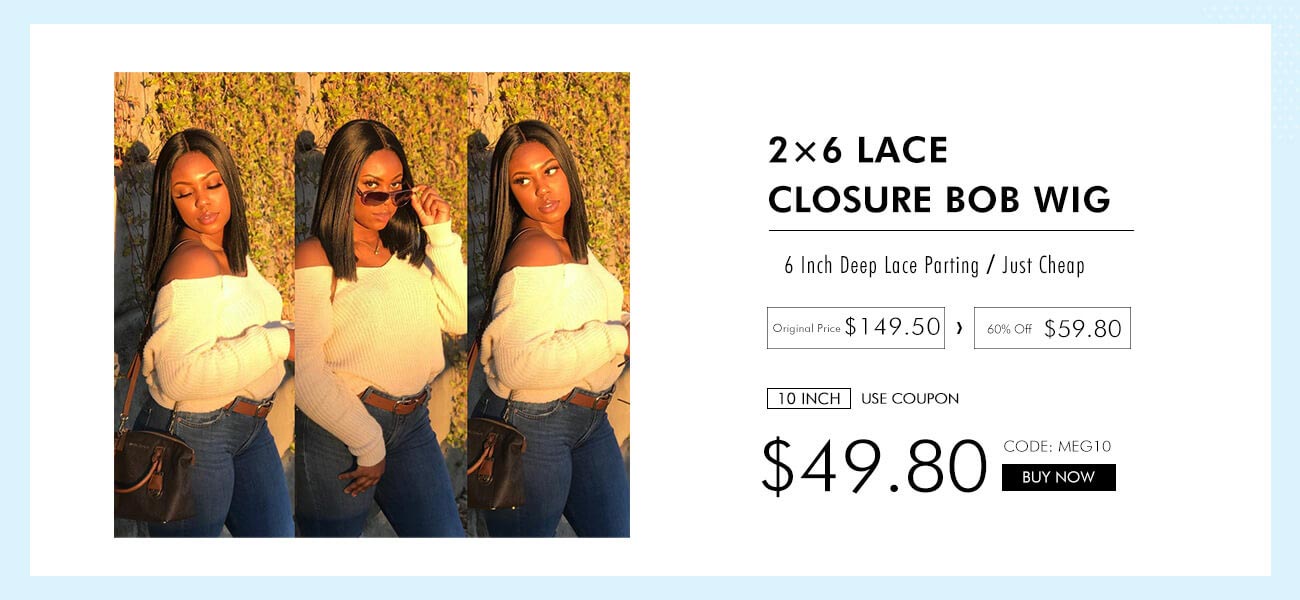 2×6 LACE
CLOSURE BOB WIG
6 Inch Deep Lace Parting / Just Cheap
Original Price $149.50 › 60% Off $59.80
10 INCH USE COUPON
$49.80 CODE: MEG10
BUY NOW